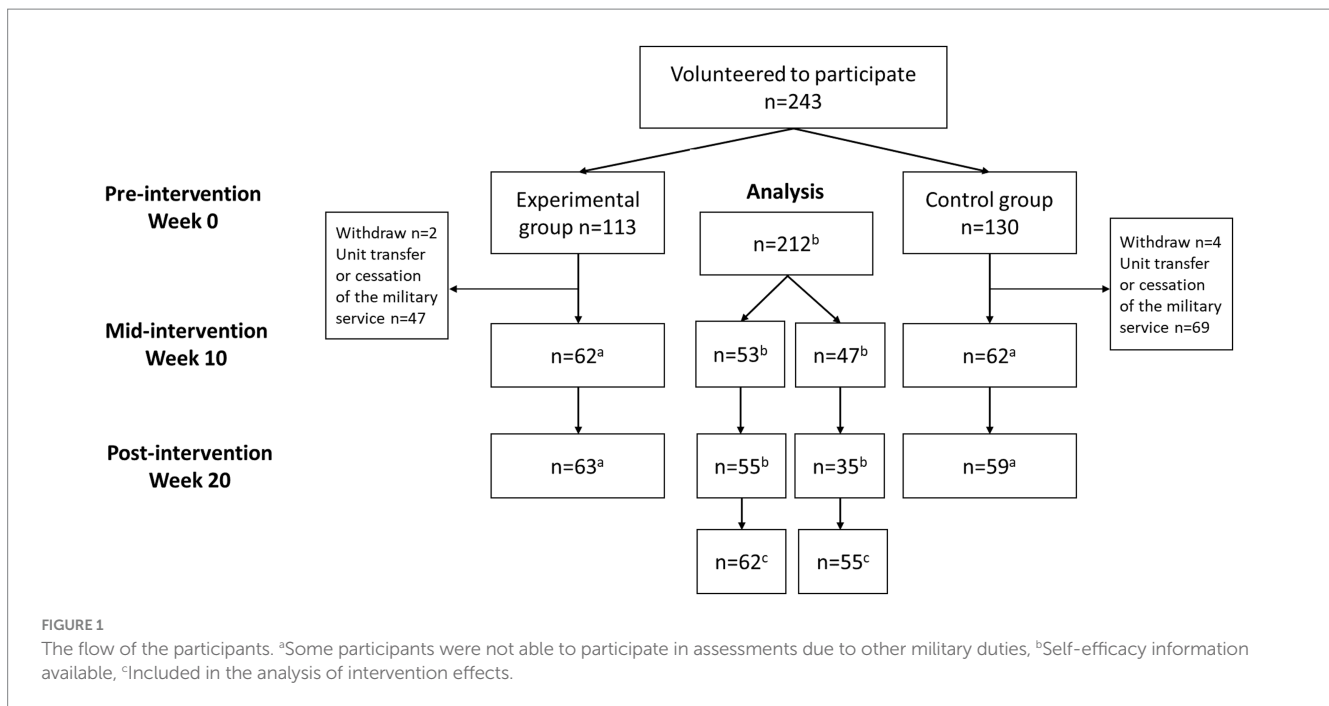 Volunteered to participate
n=243
Pre-intervention
Week 0
Experimental
group n=113
Analysis
n=212ᵇ
Control group
n=130
Withdraw n=2
Unit transfer
or cessation
of the military
service n=47
Withdraw n=4
Unit transfer
or cessation
of the military
service n=69
Mid-intervention
Week 10
n=62ᵃ
n=53ᵇ
n=47ᵇ
n=62ᵃ
Post-intervention
Week 20
n=63ᵃ
n=55ᵇ
n=35ᵇ
n=59ᵃ
n=62ᶜ
n=55ᶜ
FIGURE 1
The flow of the participants. ᵃSome participants were not able to participate in assessments due to other military duties, ᵇSelf-efficacy information
available, ᶜIncluded in the analysis of intervention effects.